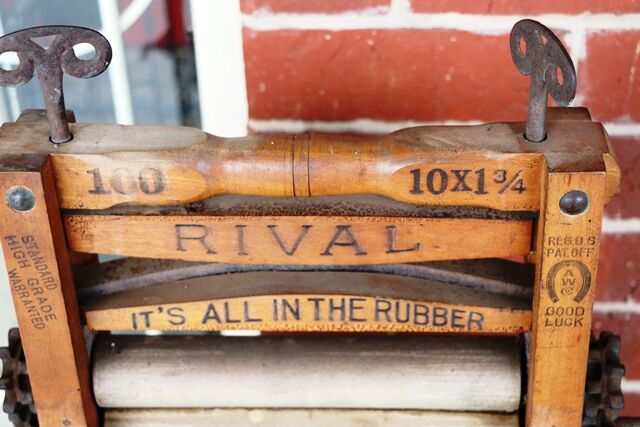 100
10X1 3/4
RIVAL
IT'S ALL IN THE RUBBER
STANDARD
HIGH GRADE
WARRANTED
REG. U.S
PAT. OFF
AWCO
GOOD
LUCK